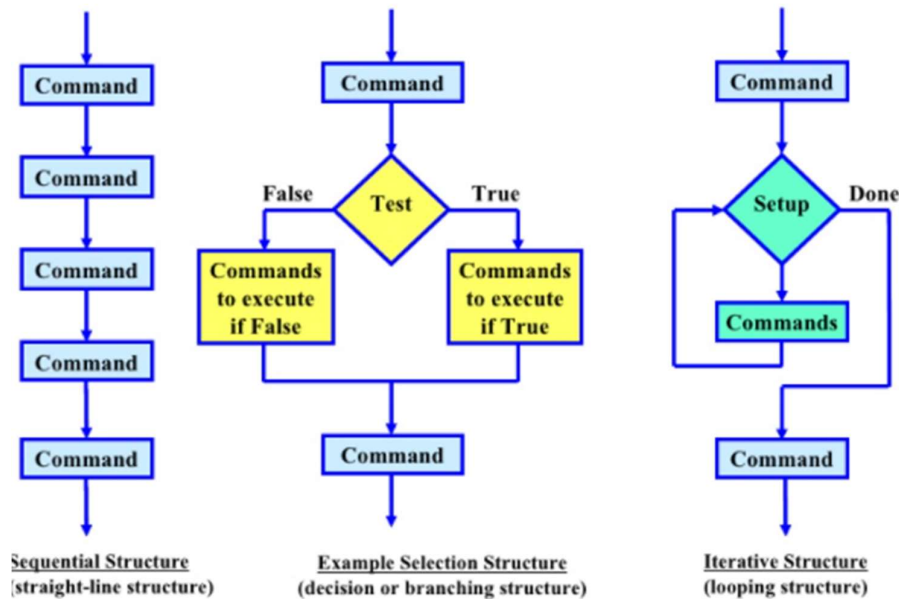 Command
Command
Command
Command
Command
Sequential Structure
(straight-line structure)
Command
False
Test
True
Commands
to execute
if False
Commands
to execute
if True
Command
Example Selection Structure
(decision or branching structure)
Command
Setup
Done
Commands
Command
Iterative Structure
(looping structure)